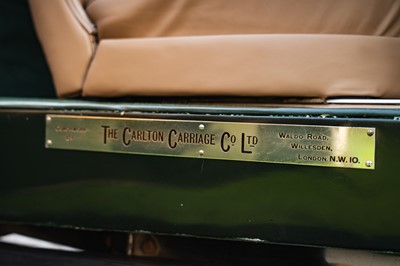 THE CARLTON CARRIAGE CO LTD
WALDO ROAD,
WILLESDEN,
LONDON N.W.10.